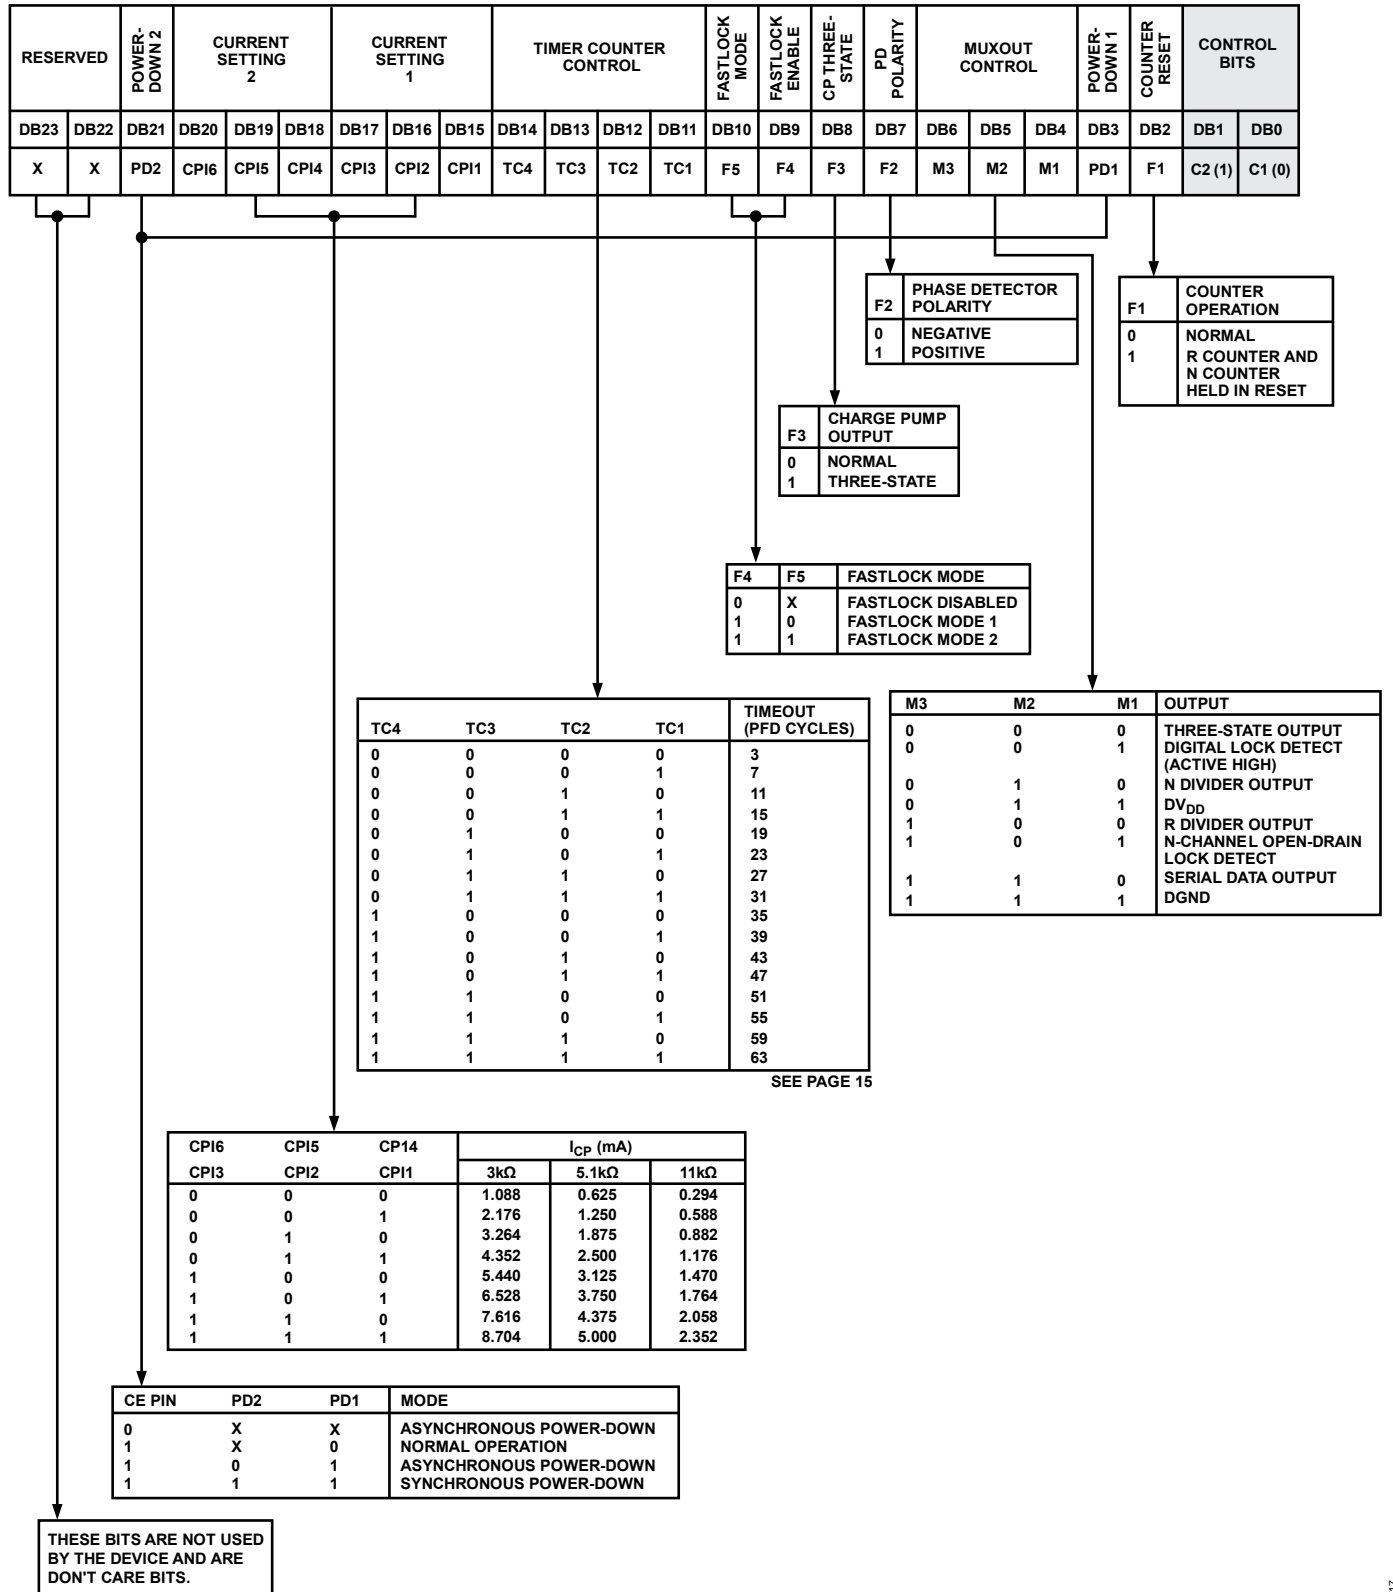 RESERVED
POWER-
DOWN 2
CURRENT
SETTING
2
CURRENT
SETTING
1
TIMER COUNTER
CONTROL
FASTLOCK
MODE
FASTLOCK
ENABLE
CP THREE-
STATE
PD
POLARITY
MUXOUT
CONTROL
POWER-
DOWN 1
COUNTER
RESET
CONTROL
BITS
DB23 DB22 DB21 DB20 DB19 DB18 DB17 DB16 DB15 DB14 DB13 DB12 DB11 DB10 DB9 DB8 DB7 DB6 DB5 DB4 DB3 DB2 DB1 DB0
X X PD2 CPI6 CPI5 CPI4 CPI3 CPI2 CPI1 TC4 TC3 TC2 TC1 F5 F4 F3 F2 M3 M2 M1 PD1 F1 C2 (1) C1 (0)
F2 PHASE DETECTOR
POLARITY
0 NEGATIVE
1 POSITIVE
F1 COUNTER
OPERATION
0 NORMAL
1 R COUNTER AND
N COUNTER
HELD IN RESET
F3 CHARGE PUMP
OUTPUT
0 NORMAL
1 THREE-STATE
F4 F5 FASTLOCK MODE
0 X FASTLOCK DISABLED
1 0 FASTLOCK MODE 1
1 1 FASTLOCK MODE 2
M3 M2 M1 OUTPUT
0 0 0 THREE-STATE OUTPUT
0 0 1 DIGITAL LOCK DETECT
(ACTIVE HIGH)
0 1 0 N DIVIDER OUTPUT
0 1 1 DVDD
1 0 0 R DIVIDER OUTPUT
1 0 1 N-CHANNEL OPEN-DRAIN
LOCK DETECT
1 1 0 SERIAL DATA OUTPUT
1 1 1 DGND
TC4 TC3 TC2 TC1 TIMEOUT
(PFD CYCLES)
0 0 0 0 3
0 0 0 1 7
0 0 1 0 11
0 0 1 1 15
0 1 0 0 19
0 1 0 1 23
0 1 1 0 27
0 1 1 1 31
1 0 0 0 35
1 0 0 1 39
1 0 1 0 43
1 0 1 1 47
1 1 0 0 51
1 1 0 1 55
1 1 1 0 59
1 1 1 1 63
SEE PAGE 15
CPI6 CPI5 CP14 ICP (mA)
CPI3 CPI2 CPI1 3kΩ 5.1kΩ 11kΩ
0 0 0 1.088 0.625 0.294
0 0 1 2.176 1.250 0.588
0 1 0 3.264 1.875 0.882
0 1 1 4.352 2.500 1.176
1 0 0 5.440 3.125 1.470
1 0 1 6.528 3.750 1.764
1 1 0 7.616 4.375 2.058
1 1 1 8.704 5.000 2.352
CE PIN PD2 PD1 MODE
0 X X ASYNCHRONOUS POWER-DOWN
1 X 0 NORMAL OPERATION
1 0 1 ASYNCHRONOUS POWER-DOWN
1 1 1 SYNCHRONOUS POWER-DOWN
THESE BITS ARE NOT USED
BY THE DEVICE AND ARE
DON'T CARE BITS.